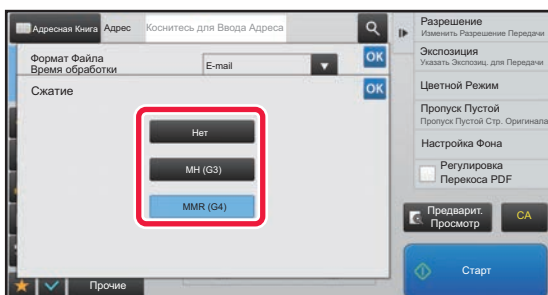 Адресная Книга
Адрес
Коснитесь для Ввода Адреса
Формат Файла
Время обработки
E-mail
OK
Сжатие
OK
Нет
MH (G3)
MMR (G4)
Прочие
Разрешение
Изменить Разрешение Передачи
Экспозиция
Указать Экспозиц. для Передачи
Цветной Режим
Пропуск Пустой
Пропуск Пустой Стр. Оригинала
Настройка Фона
Регулировка
Перекоса PDF
Предварит.
Просмотр
CA
Старт